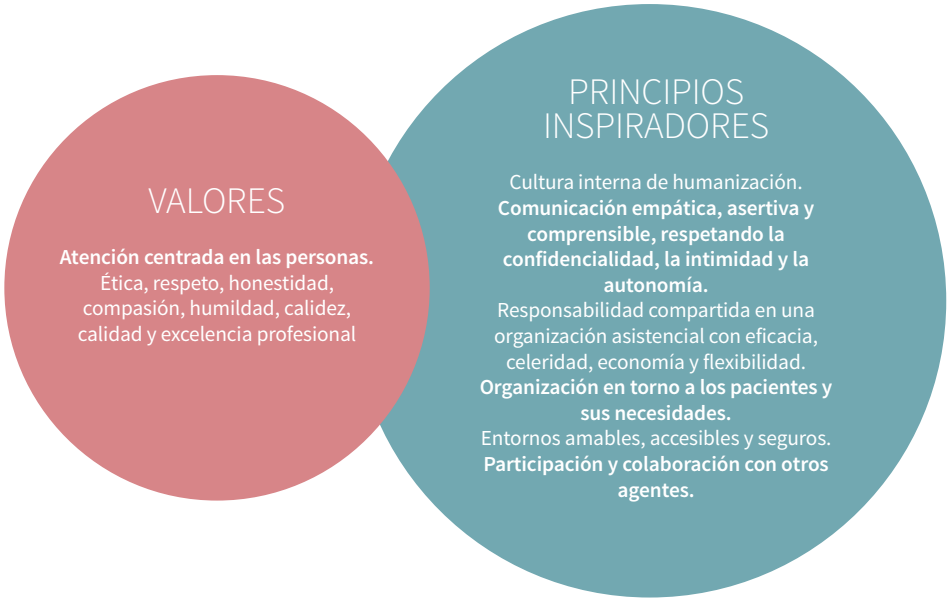 VALORES
Atención centrada en las personas.
Ética, respeto, honestidad,
compasión, humildad, calidez,
calidad y excelencia profesional
PRINCIPIOS
INSPIRADORES
Cultura interna de humanización.
Comunicación empática, asertiva y
comprensible, respetando la
confidencialidad, la intimidad y la
autonomía.
Responsabilidad compartida en una
organización asistencial con eficacia,
celeridad, economía y flexibilidad.
Organización en torno a los pacientes y
sus necesidades.
Entornos amables, accesibles y seguros.
Participación y colaboración con otros
agentes.